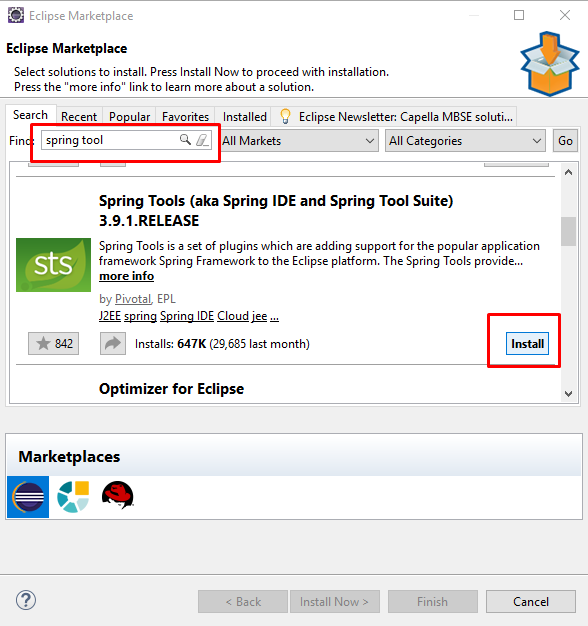 Eclipse Marketplace
Eclipse Marketplace
Select solutions to install. Press Install Now to proceed with installation.
Press the "more info" link to learn more about a solution.
Search Recent Popular Favorites Installed Eclipse Newsletter: Capella MBSE soluti...
Find: spring tool All Markets All Categories Go
Spring Tools (aka Spring IDE and Spring Tool Suite)
3.9.1.RELEASE
sts
Spring Tools is a set of plugins which are adding support for the popular application
framework Spring Framework to the Eclipse platform. The Spring Tools provide...
more info
by Pivotal, EPL
J2EE spring Spring IDE Cloud jee ...
842 Installs: 647K (29,685 last month) Install
Optimizer for Eclipse
Marketplaces
? < Back Install Now > Finish Cancel